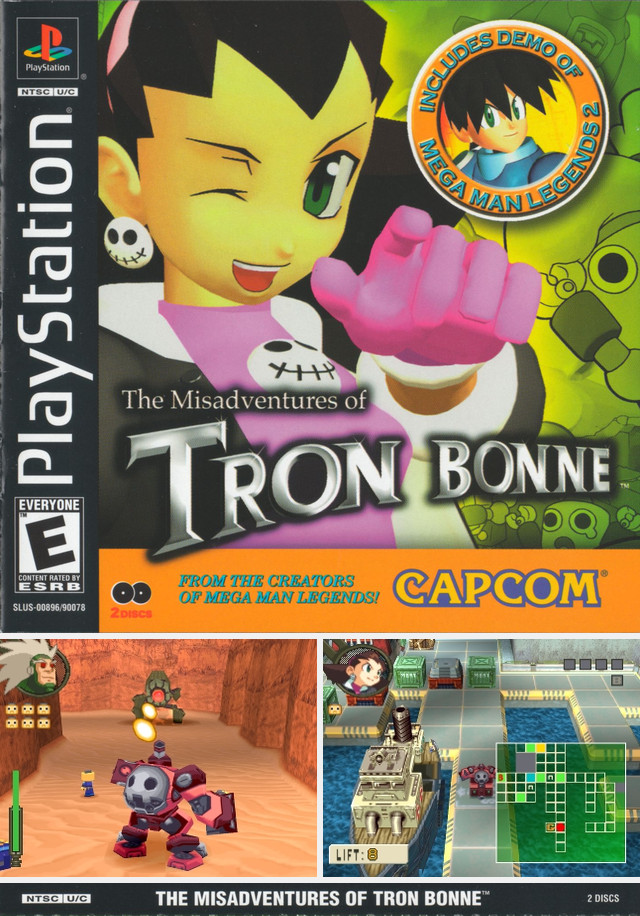 PlayStation
®
NTSC U/C
PlayStation®
INCLUDES DEMO OF
MEGA MAN LEGENDS 2
The Misadventures of
TRON BONNE™
EVERYONE
E
CONTENT RATED BY
ESRB
SLUS-00896/90078
2 DISCS
FROM THE CREATORS
OF MEGA MAN LEGENDS!
CAPCOM®
LIFT: 8
NTSC U/C
THE MISADVENTURES OF TRON BONNE™
2 DISCS